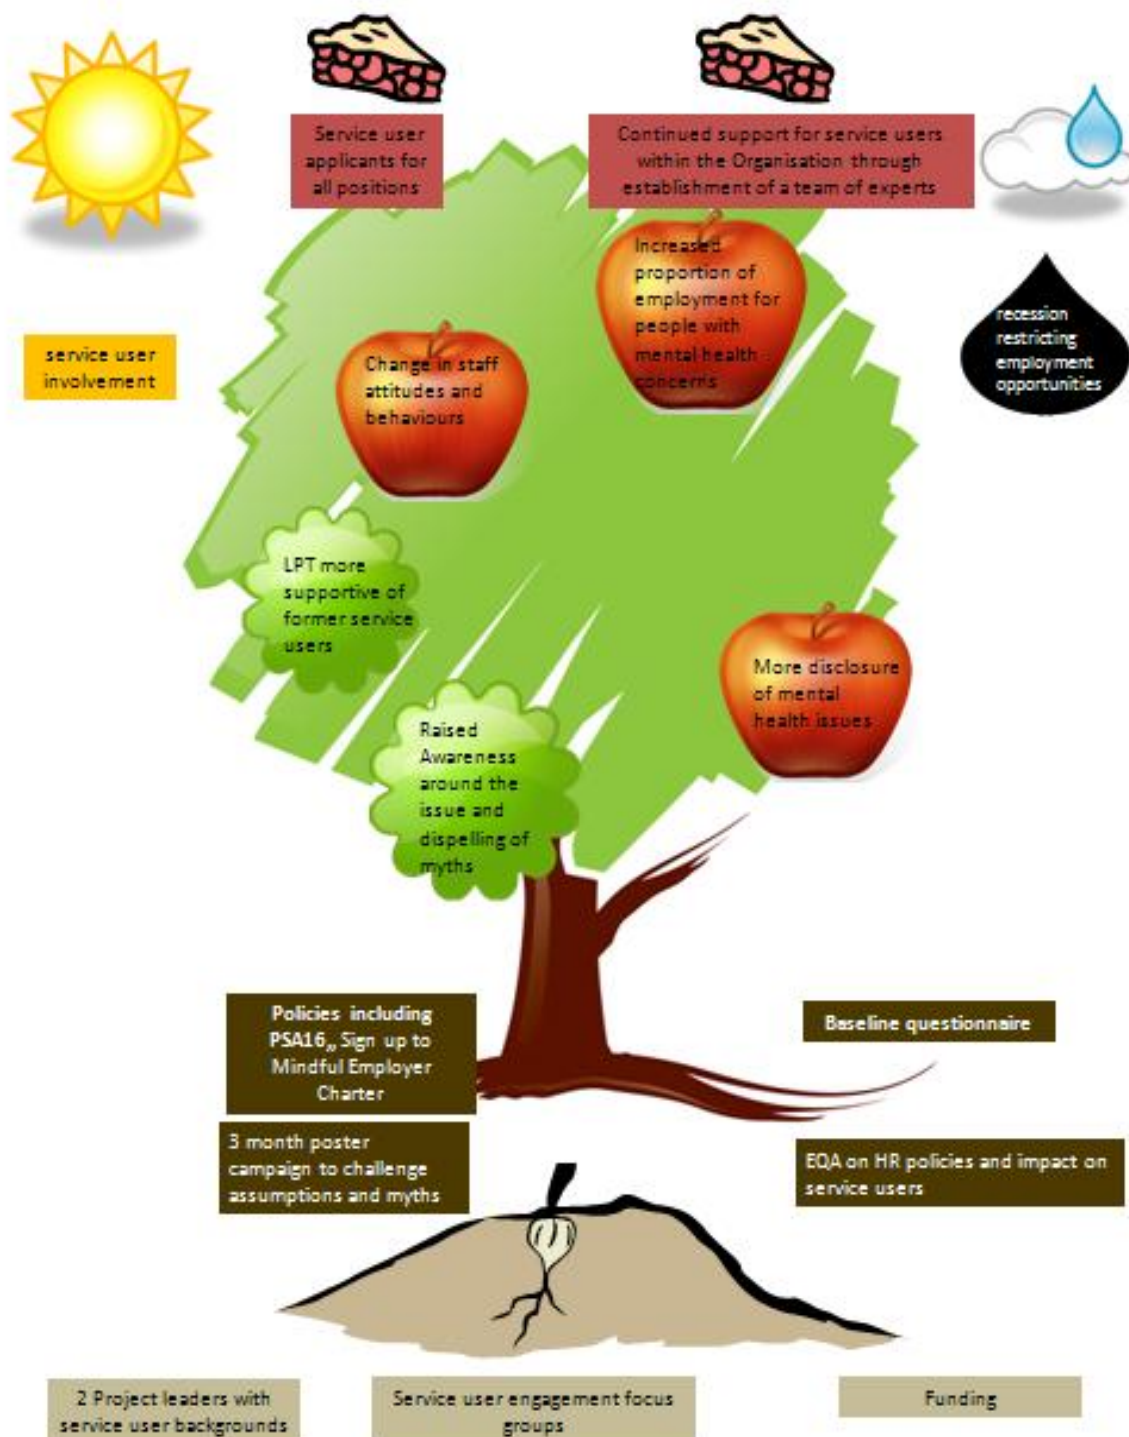 Service user
applicants for
all positions
Continued support for service users
within the Organisation through
establishment of a team of experts
service user
involvement
Increased
proportion of
employment for
people with
mental health
concerns
recession
restricting
employment
opportunities
Change in staff
attitudes and
behaviours
LPT more
supportive of
former service
users
More disclosure
of mental
health issues
Raised
Awareness
around the
issue and
dispelling of
myths
Policies including
PSA16,, Sign up to
Mindful Employer
Charter
Baseline questionnaire
3 month poster
campaign to challenge
assumptions and myths
EQA on HR policies and impact on
service users
2 Project leaders with
service user backgrounds
Service user engagement focus
groups
Funding